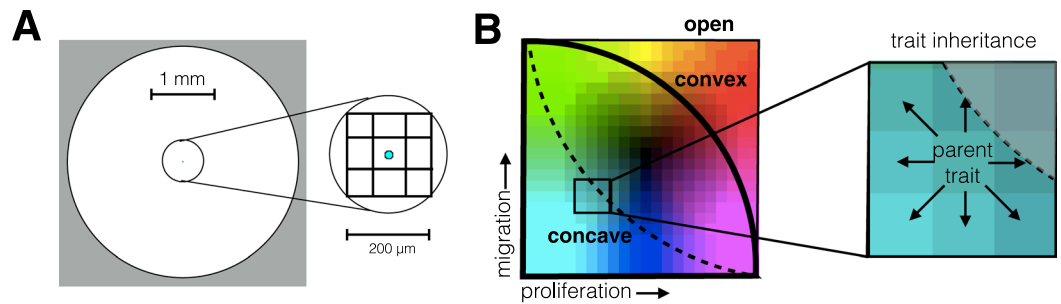 A
1 mm
200 µm
B
open
convex
concave
migration
proliferation
trait inheritance
parent
trait